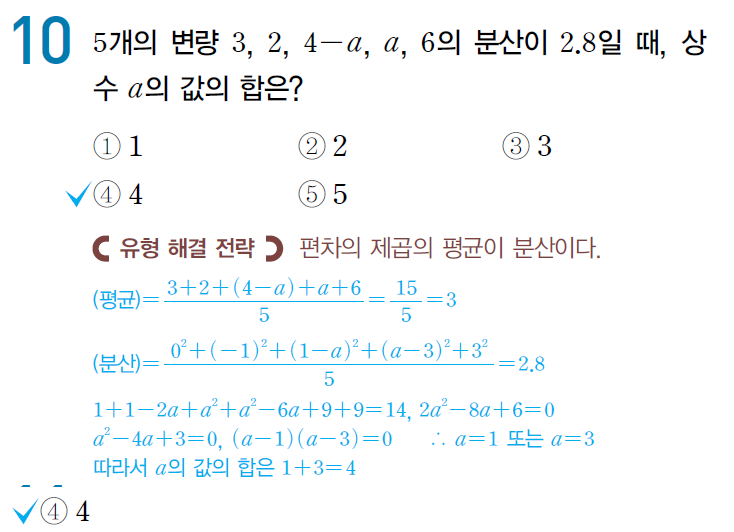 10 5개의 변량 3, 2, 4-a, a, 6의 분산이 2.8일 때, 상
수 a의 값의 합은?
① 1 ② 2 ③ 3
④ 4 ⑤ 5
유형 해결 전략 편차의 제곱의 평균이 분산이다.
(평균)=\frac{3+2+(4-a)+a+6}{5}=\frac{15}{5}=3
(분산)=\frac{0²+(-1)²+(1-a)²+(a-3)²+3²}{5}=2.8
1+1-2a+a²+a²-6a+9+9=14, 2a²-8a+6=0
a²-4a+3=0, (a-1)(a-3)=0 ∴ a=1 또는 a=3
따라서 a의 값의 합은 1+3=4
④ 4